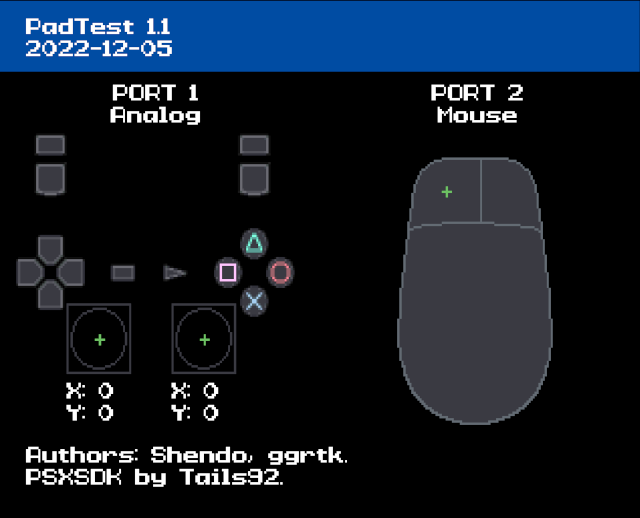 PadTest 1.1
2022-12-05
PORT 1
Analog
PORT 2
Mouse
X: 0
Y: 0
X: 0
Y: 0
Authors: Shendo, ggrtk.
PSXSDK by Tails92.